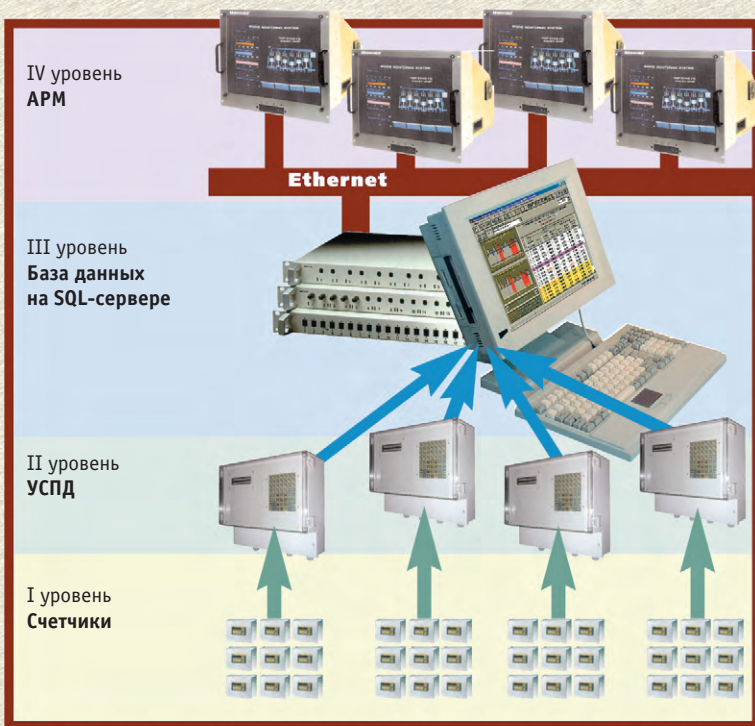 IV уровень
АРМ
Ethernet
III уровень
База данных
на SQL-сервере
II уровень
УСПД
I уровень
Счетчики